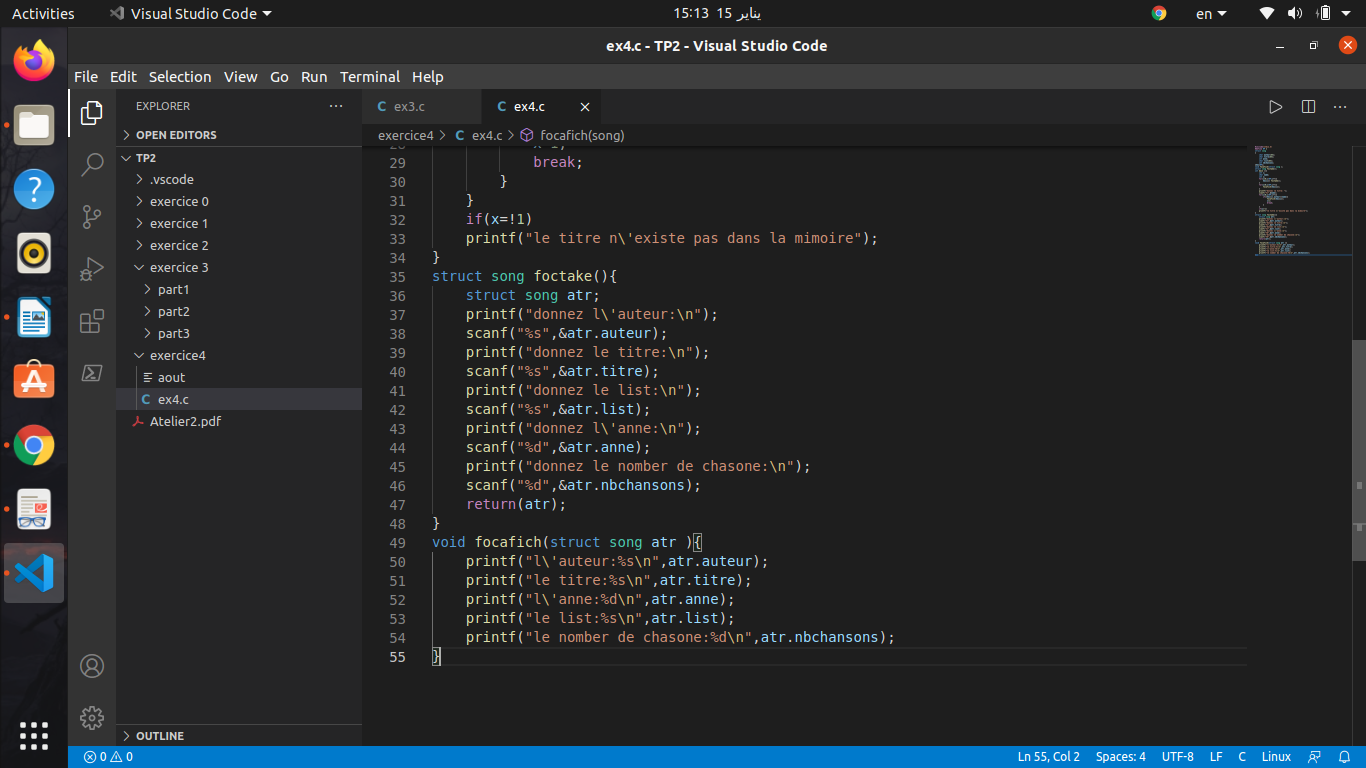 Activities Visual Studio Code 15:13 15 يناير en
ex4.c - TP2 - Visual Studio Code
File Edit Selection View Go Run Terminal Help
EXPLORER
OPEN EDITORS
TP2
.vscode
exercice 0
exercice 1
exercice 2
exercice 3
part1
part2
part3
exercice4
aout
C ex4.c
Atelier2.pdf
OUTLINE
C ex3.c C ex4.c
exercice4 > C ex4.c > focafich(song)
29 break;
30 }
31 }
32 if(x=!1)
33 printf("le titre n\'existe pas dans la mimoire");
34 }
35 struct song foctake(){
36 struct song atr;
37 printf("donnez l\'auteur:\n");
38 scanf("%s",&atr.auteur);
39 printf("donnez le titre:\n");
40 scanf("%s",&atr.titre);
41 printf("donnez le list:\n");
42 scanf("%s",&atr.list);
43 printf("donnez l\'anne:\n");
44 scanf("%d",&atr.anne);
45 printf("donnez le nomber de chasone:\n");
46 scanf("%d",&atr.nbchansons);
47 return(atr);
48 }
49 void focafich(struct song atr ){
50 printf("l\'auteur:%s\n",atr.auteur);
51 printf("le titre:%s\n",atr.titre);
52 printf("l\'anne:%d\n",atr.anne);
53 printf("le list:%s\n",atr.list);
54 printf("le nomber de chasone:%d\n",atr.nbchansons);
55 }
0 0 Ln 55, Col 2 Spaces: 4 UTF-8 LF C Linux